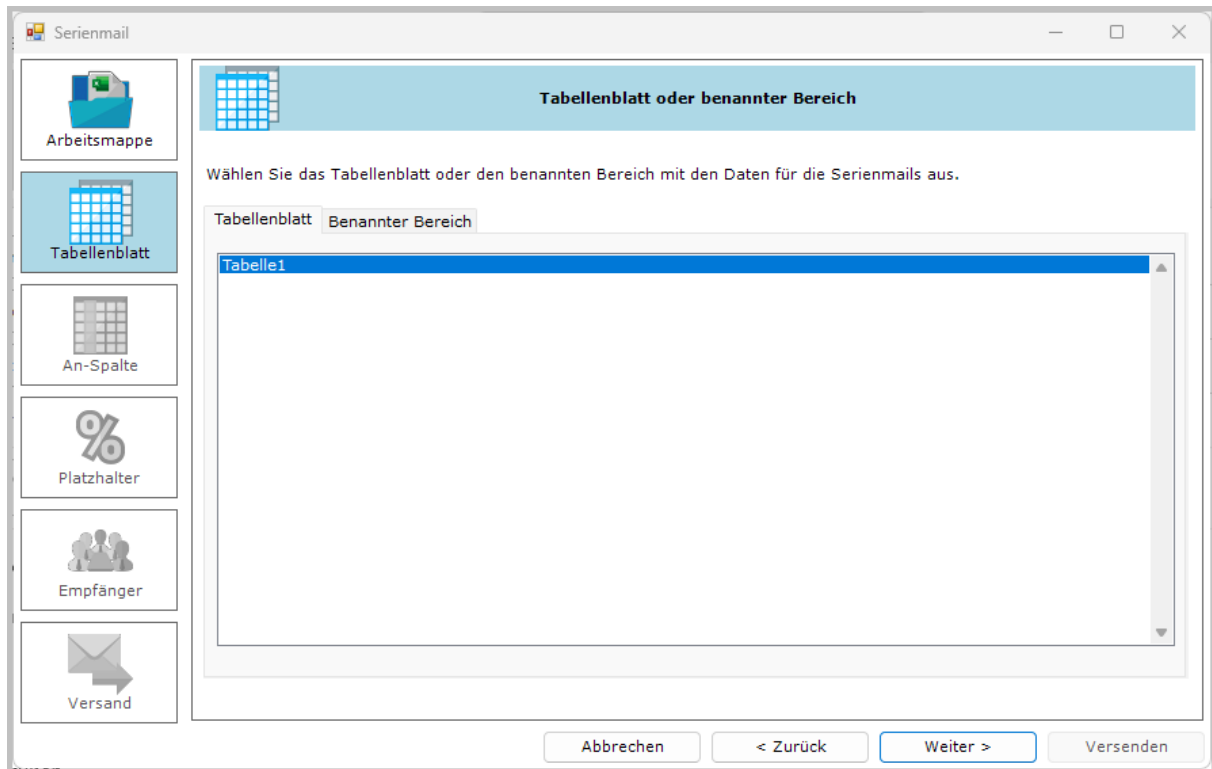 Serienmail
Arbeitsmappe
Tabellenblatt
An-Spalte
Platzhalter
Empfänger
Versand
Tabellenblatt oder benannter Bereich
Wählen Sie das Tabellenblatt oder den benannten Bereich mit den Daten für die Serienmails aus.
Tabellenblatt Benannter Bereich
Tabelle1
Abbrechen < Zurück Weiter > Versenden